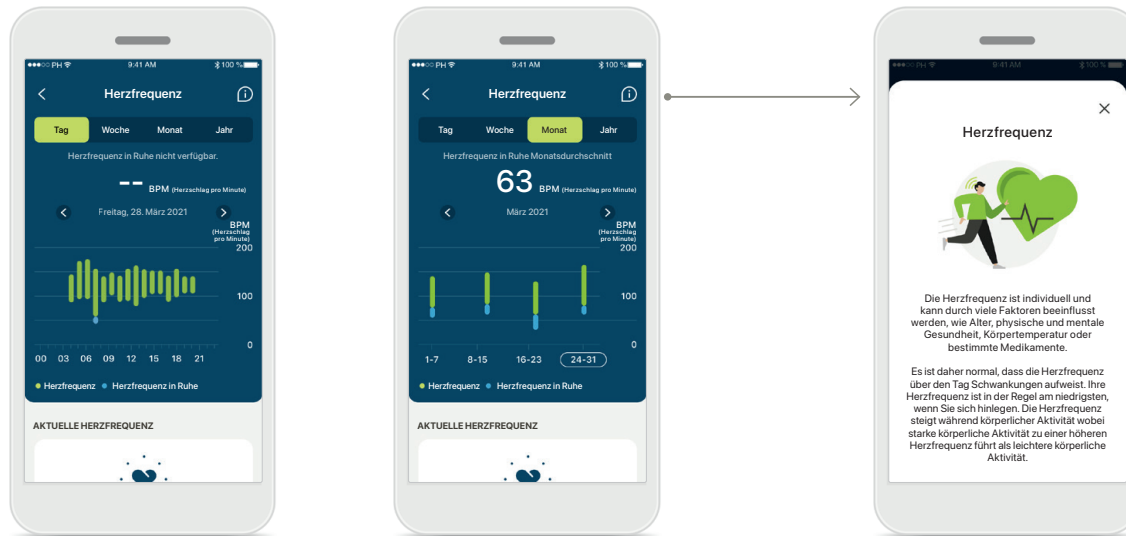 PH 9:41 AM 100 %
Herzfrequenz
Tag Woche Monat Jahr
Herzfrequenz in Ruhe nicht verfügbar.
-- BPM (Herzschlag pro Minute)
Freitag, 28. März 2021
BPM
(Herzschlag
pro Minute)
200
100
0
00 03 06 09 12 15 18 21
Herzfrequenz Herzfrequenz in Ruhe
AKTUELLE HERZFREQUENZ
PH 9:41 AM 100 %
Herzfrequenz
Tag Woche Monat Jahr
Herzfrequenz in Ruhe Monatsdurchschnitt
63 BPM (Herzschlag pro Minute)
März 2021
BPM
(Herzschlag
pro Minute)
200
100
0
1-7 8-15 16-23 24-31
Herzfrequenz Herzfrequenz in Ruhe
AKTUELLE HERZFREQUENZ
PH 9:41 AM 100 %
Herzfrequenz
Die Herzfrequenz ist individuell und
kann durch viele Faktoren beeinflusst
werden, wie Alter, physische und mentale
Gesundheit, Körpertemperatur oder
bestimmte Medikamente.
Es ist daher normal, dass die Herzfrequenz
über den Tag Schwankungen aufweist. Ihre
Herzfrequenz ist in der Regel am niedrigsten,
wenn Sie sich hinlegen. Die Herzfrequenz
steigt während körperlicher Aktivität wobei
starke körperliche Aktivität zu einer höheren
Herzfrequenz führt als leichtere körperliche
Aktivität.